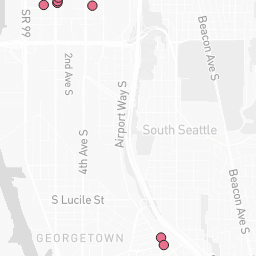 SR 99
2nd Ave S
4th Ave S
Airport Way S
Beacon Ave S
South Seattle
Beacon Ave S
S Lucile St
GEORGETOWN